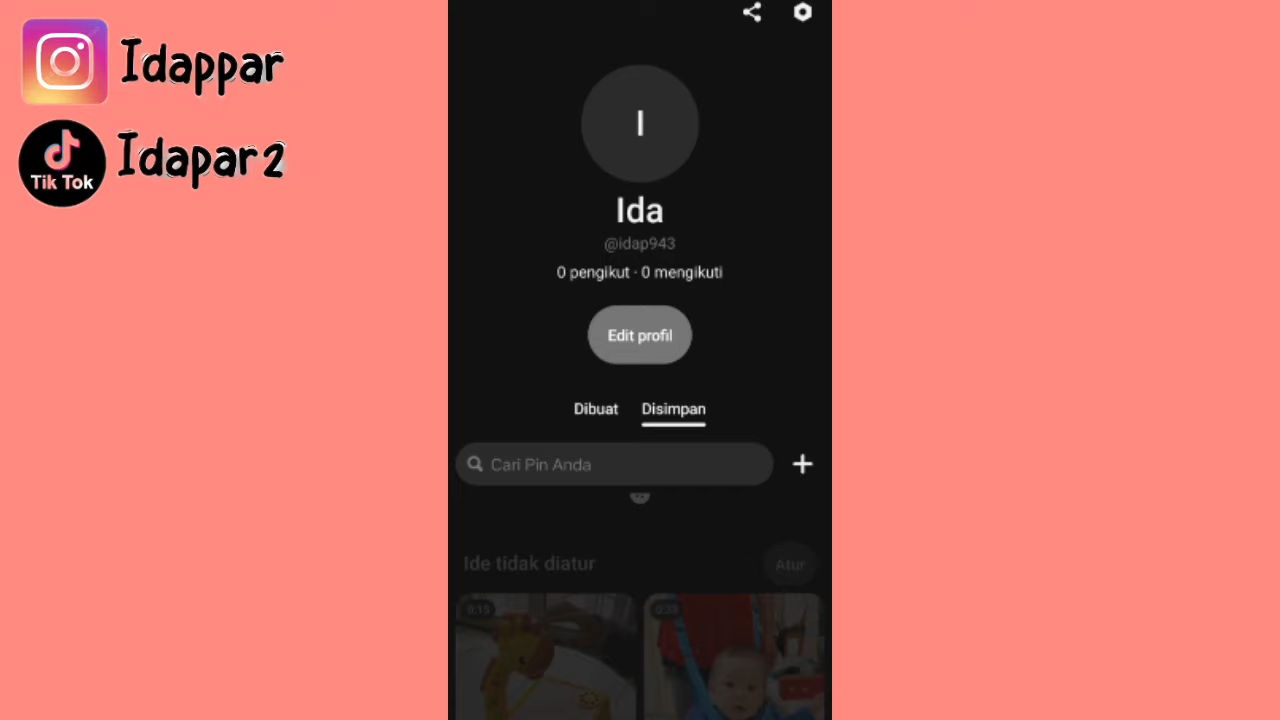 Idappar
Tik Tok
Idapar2
I
Ida
@idap943
0 pengikut · 0 mengikuti
Edit profil
Dibuat
Disimpan
Cari Pin Anda
Ide tidak diatur
Atur
0:15
0:33